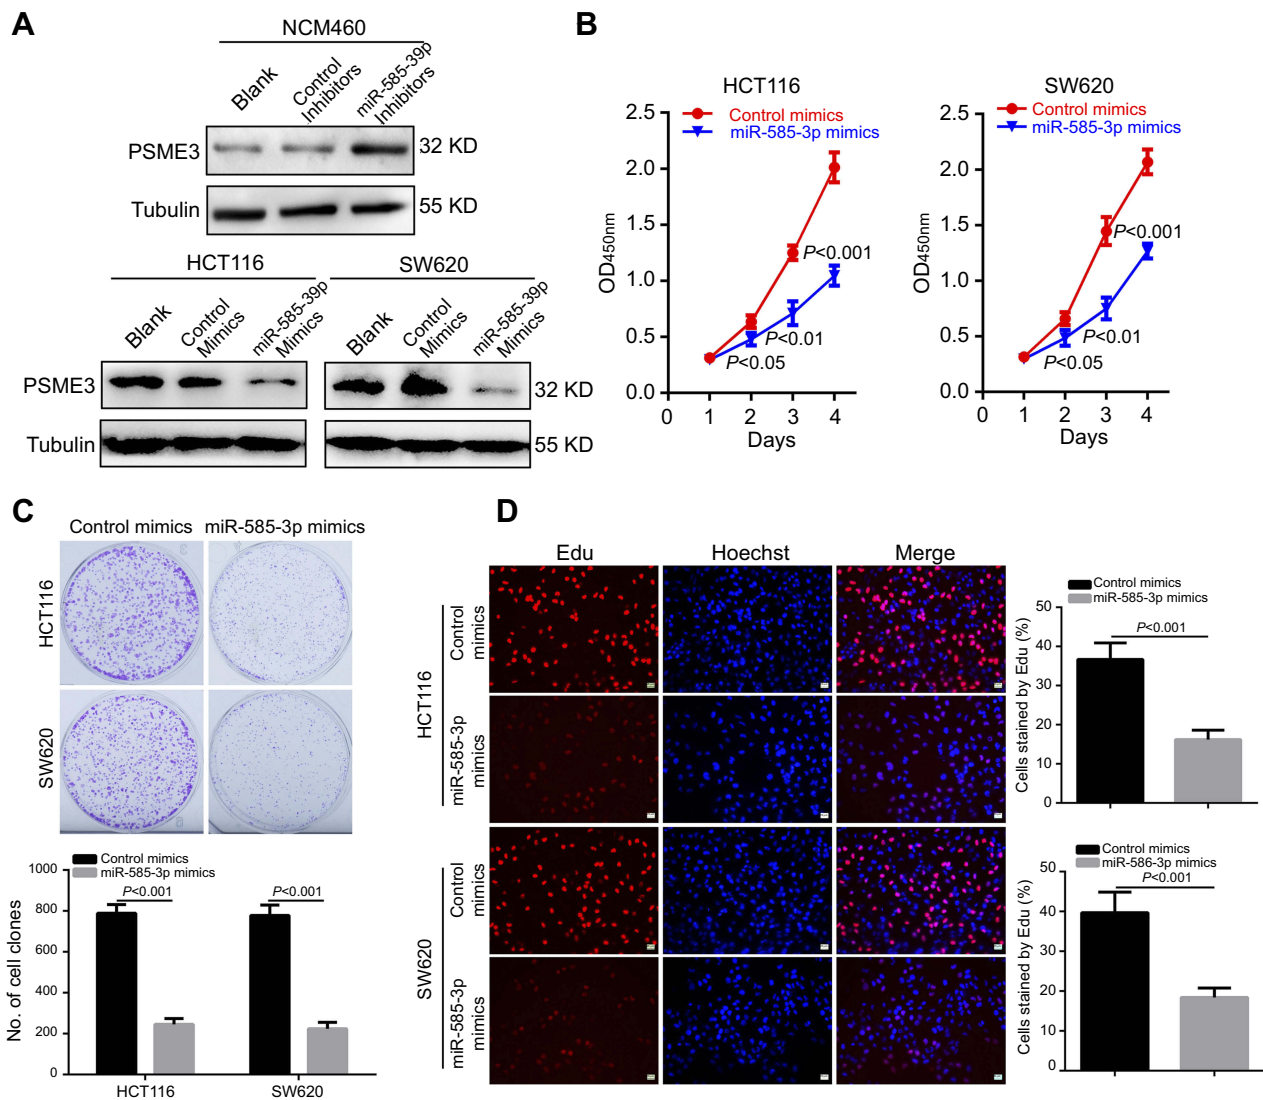 A
NCM460
Blank
Control
Inhibitors
miR-585-39p
Inhibitors
PSME3
32 KD
Tubulin
55 KD
HCT116
SW620
Blank
Control
Mimics
miR-585-39p
Mimics
Blank
Control
Mimics
miR-585-39p
Mimics
PSME3
32 KD
Tubulin
55 KD
B
HCT116
Control mimics
miR-585-3p mimics
OD450nm
2.5
2.0
1.5
1.0
0.5
0.0
P<0.001
P<0.01
P<0.05
0 1 2 3 4
Days
SW620
Control mimics
miR-585-3p mimics
OD450nm
2.5
2.0
1.5
1.0
0.5
0.0
P<0.001
P<0.01
P<0.05
0 1 2 3 4
Days
C
Control mimics miR-585-3p mimics
HCT116
SW620
Control mimics
miR-585-3p mimics
No. of cell clones
1000
800
600
400
200
0
P<0.001
P<0.001
HCT116 SW620
D
Edu Hoechst Merge
HCT116
Control
mimics
miR-585-3p
mimics
SW620
Control
mimics
miR-585-3p
mimics
Control mimics
miR-585-3p mimics
Cells stained by Edu (%)
50
40
30
20
10
0
P<0.001
Control mimics
miR-586-3p mimics
Cells stained by Edu (%)
50
40
30
20
10
0
P<0.001